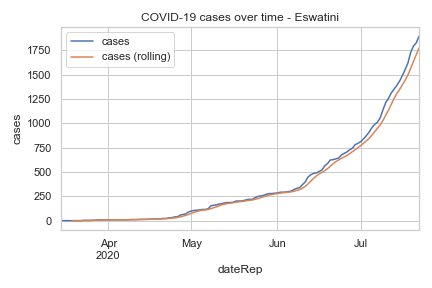 COVID-19 cases over time - Eswatini
cases
cases (rolling)
1750
1500
1250
1000
750
500
250
0
cases
Apr
2020
May
Jun
Jul
dateRep